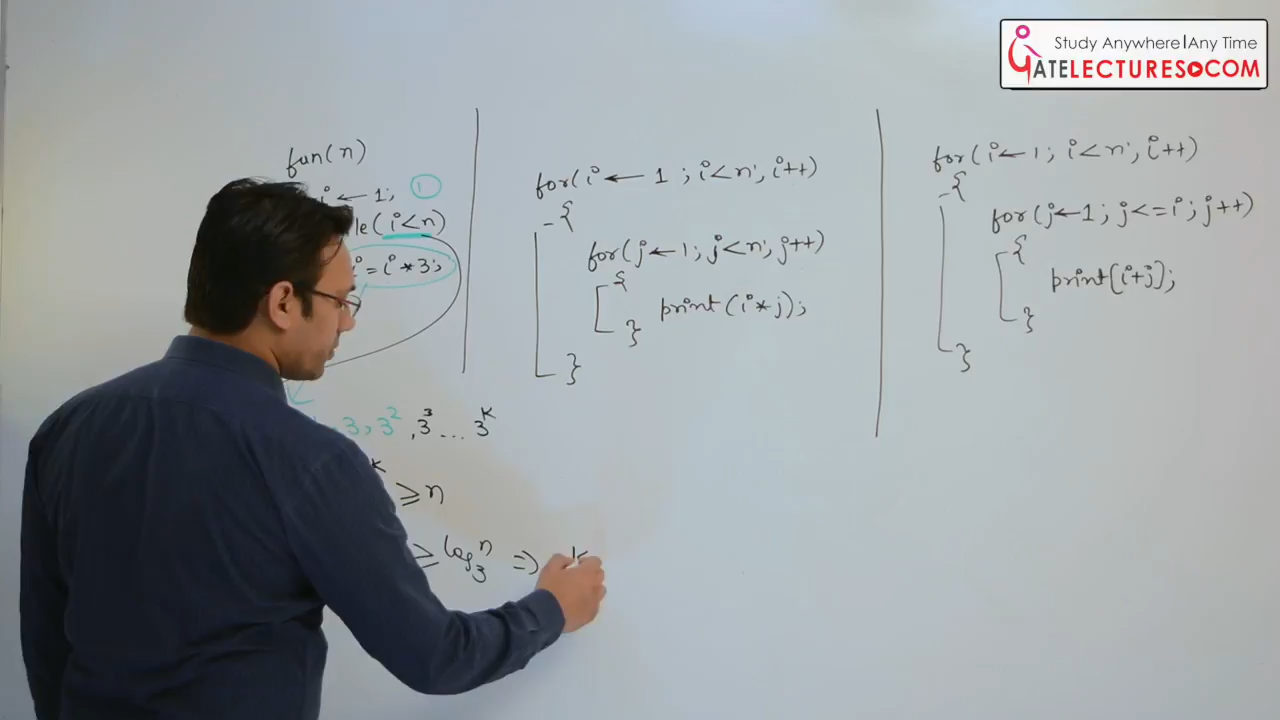 Study Anywhere|Any Time
GATELECTURES.COM
fun(n)
i ← 1; 1
le(i<n)
i = i*3;
3, 3², 3³ ... 3ᴷ
K
≥ n
≥ log₃ n ⇒ K
for(i ← 1; i<n; i++)
{
for(j←1; j<n; j++)
{
print(i*j);
}
}
for(i←1; i<n; i++)
{
for(j←1; j<=i; j++)
{
print(i+j);
}
}